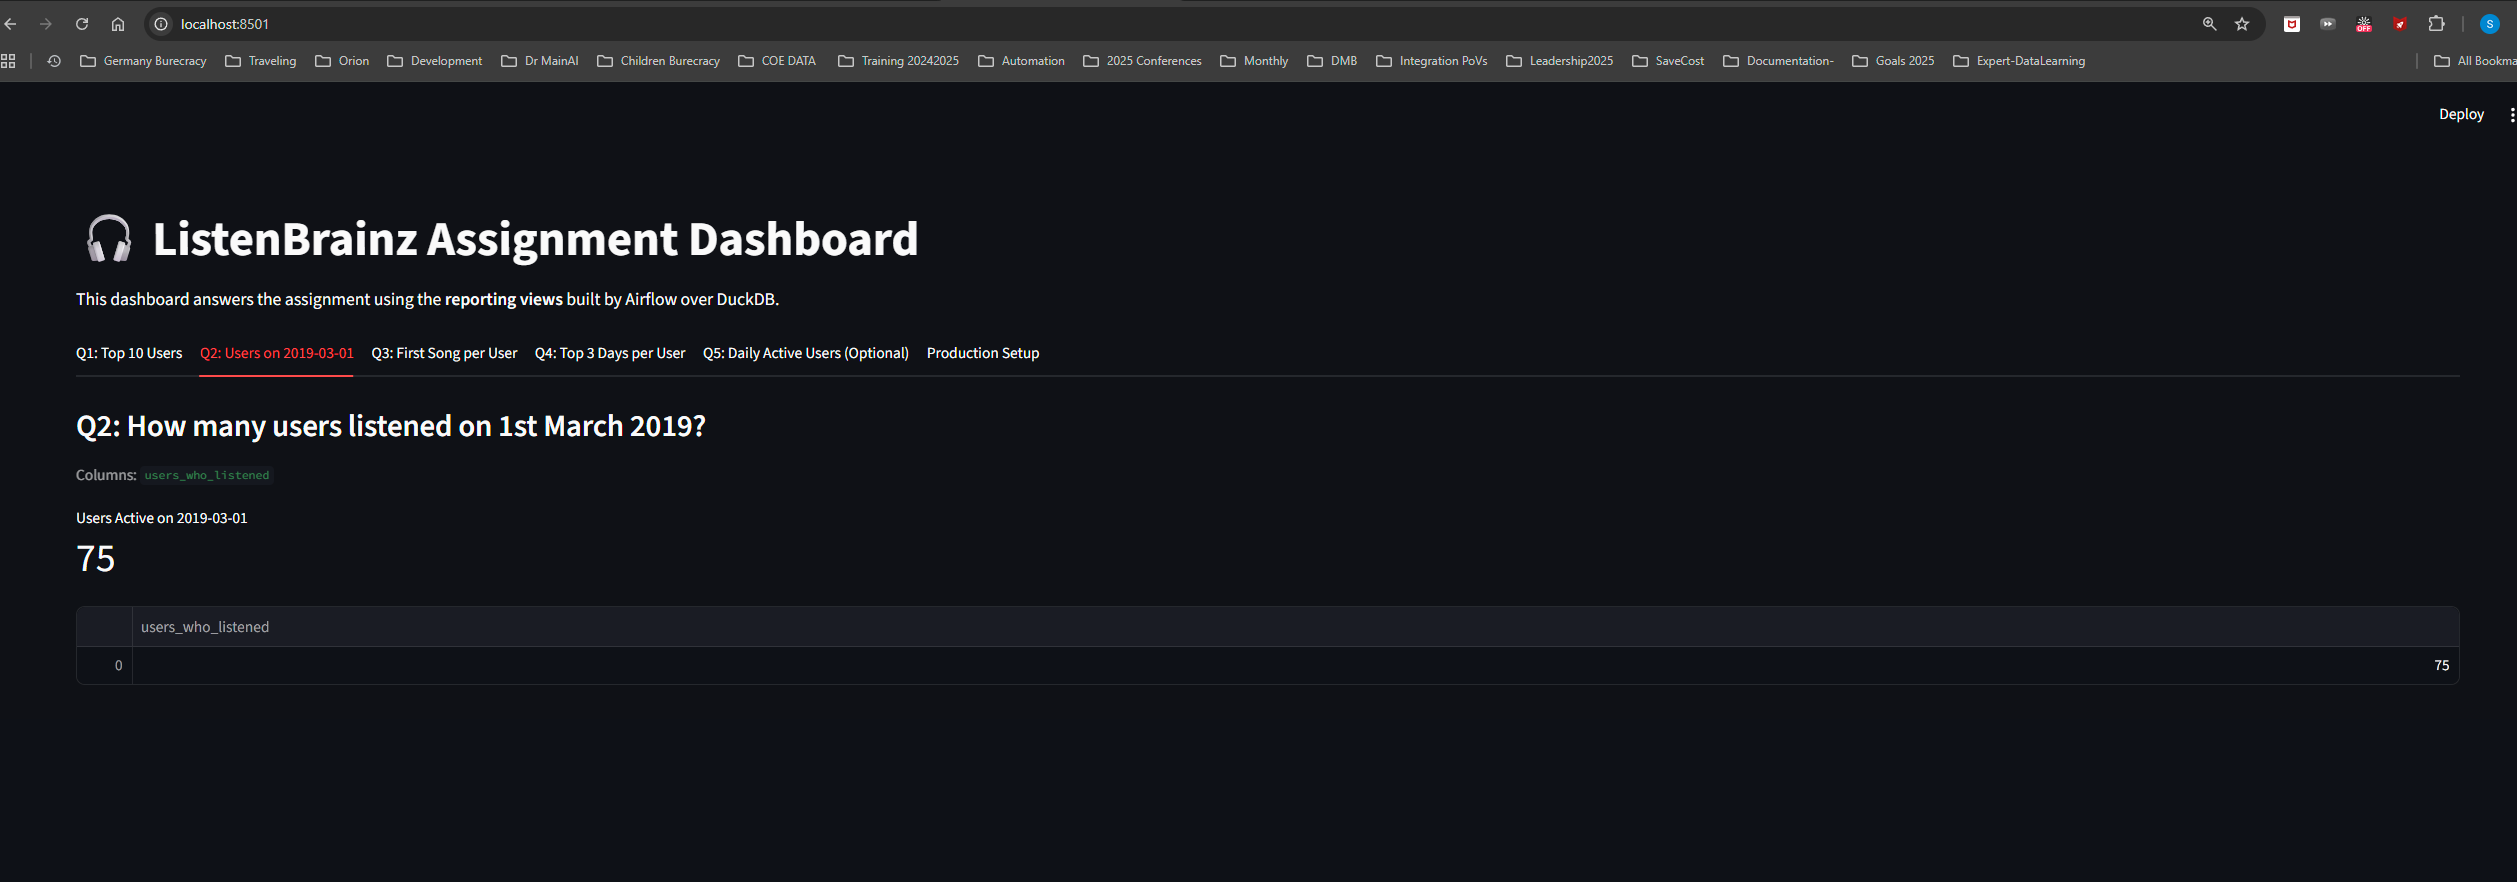 localhost:8501
Germany Burecracy Traveling Orion Development Dr MainAI Children Burecracy COE DATA Training 20242025 Automation 2025 Conferences Monthly DMB Integration PoVs Leadership2025 SaveCost Documentation- Goals 2025 Expert-DataLearning All Bookma
Deploy
ListenBrainz Assignment Dashboard
This dashboard answers the assignment using the reporting views built by Airflow over DuckDB.
Q1: Top 10 Users Q2: Users on 2019-03-01 Q3: First Song per User Q4: Top 3 Days per User Q5: Daily Active Users (Optional) Production Setup
Q2: How many users listened on 1st March 2019?
Columns: users_who_listened
Users Active on 2019-03-01
75
users_who_listened
0 75